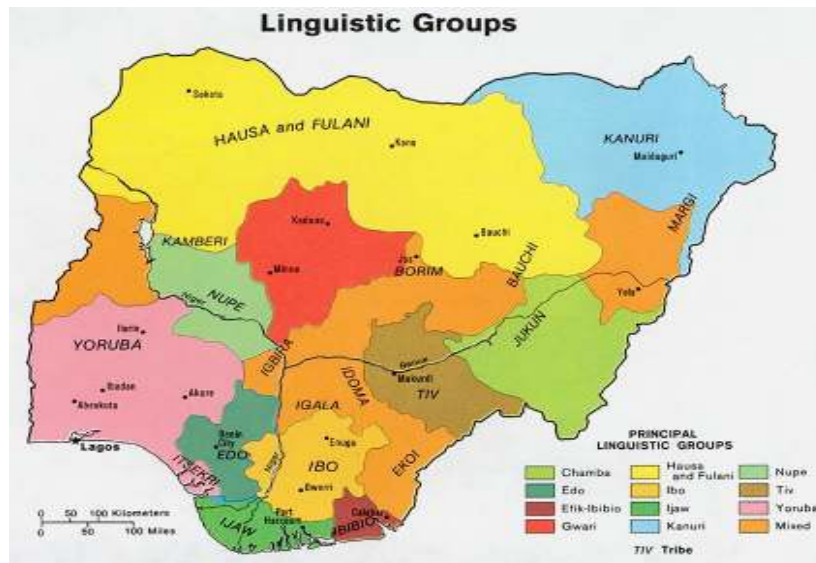 Linguistic Groups
Sokoto
HAUSA and FULANI
Kano
KANURI
Maiduguri
Kaduna
KAMBERI
Bauchi
MARGI
Jos
BORIM
BAUCHI
Minna
Yola
Niger
NUPE
JUKUN
Ilorin
YORUBA
IGBIRA
Benue
Makurdi
TIV
IDOMA
Ibadan
Abeokuta
Akure
IGALA
Lagos
Benin City
EDO
Enugu
IBO
EKOI
ITSEKRI
Niger
Owerri
Port Harcourt
Calabar
IJAW
IBIBIO
0 50 100 Kilometers
0 50 100 Miles
PRINCIPAL
LINGUISTIC GROUPS
Chamba
Edo
Efik-Ibibio
Gwari
Hausa
and Fulani
Ibo
Ijaw
Kanuri
Nupe
Tiv
Yoruba
Mixed
TIV Tribe